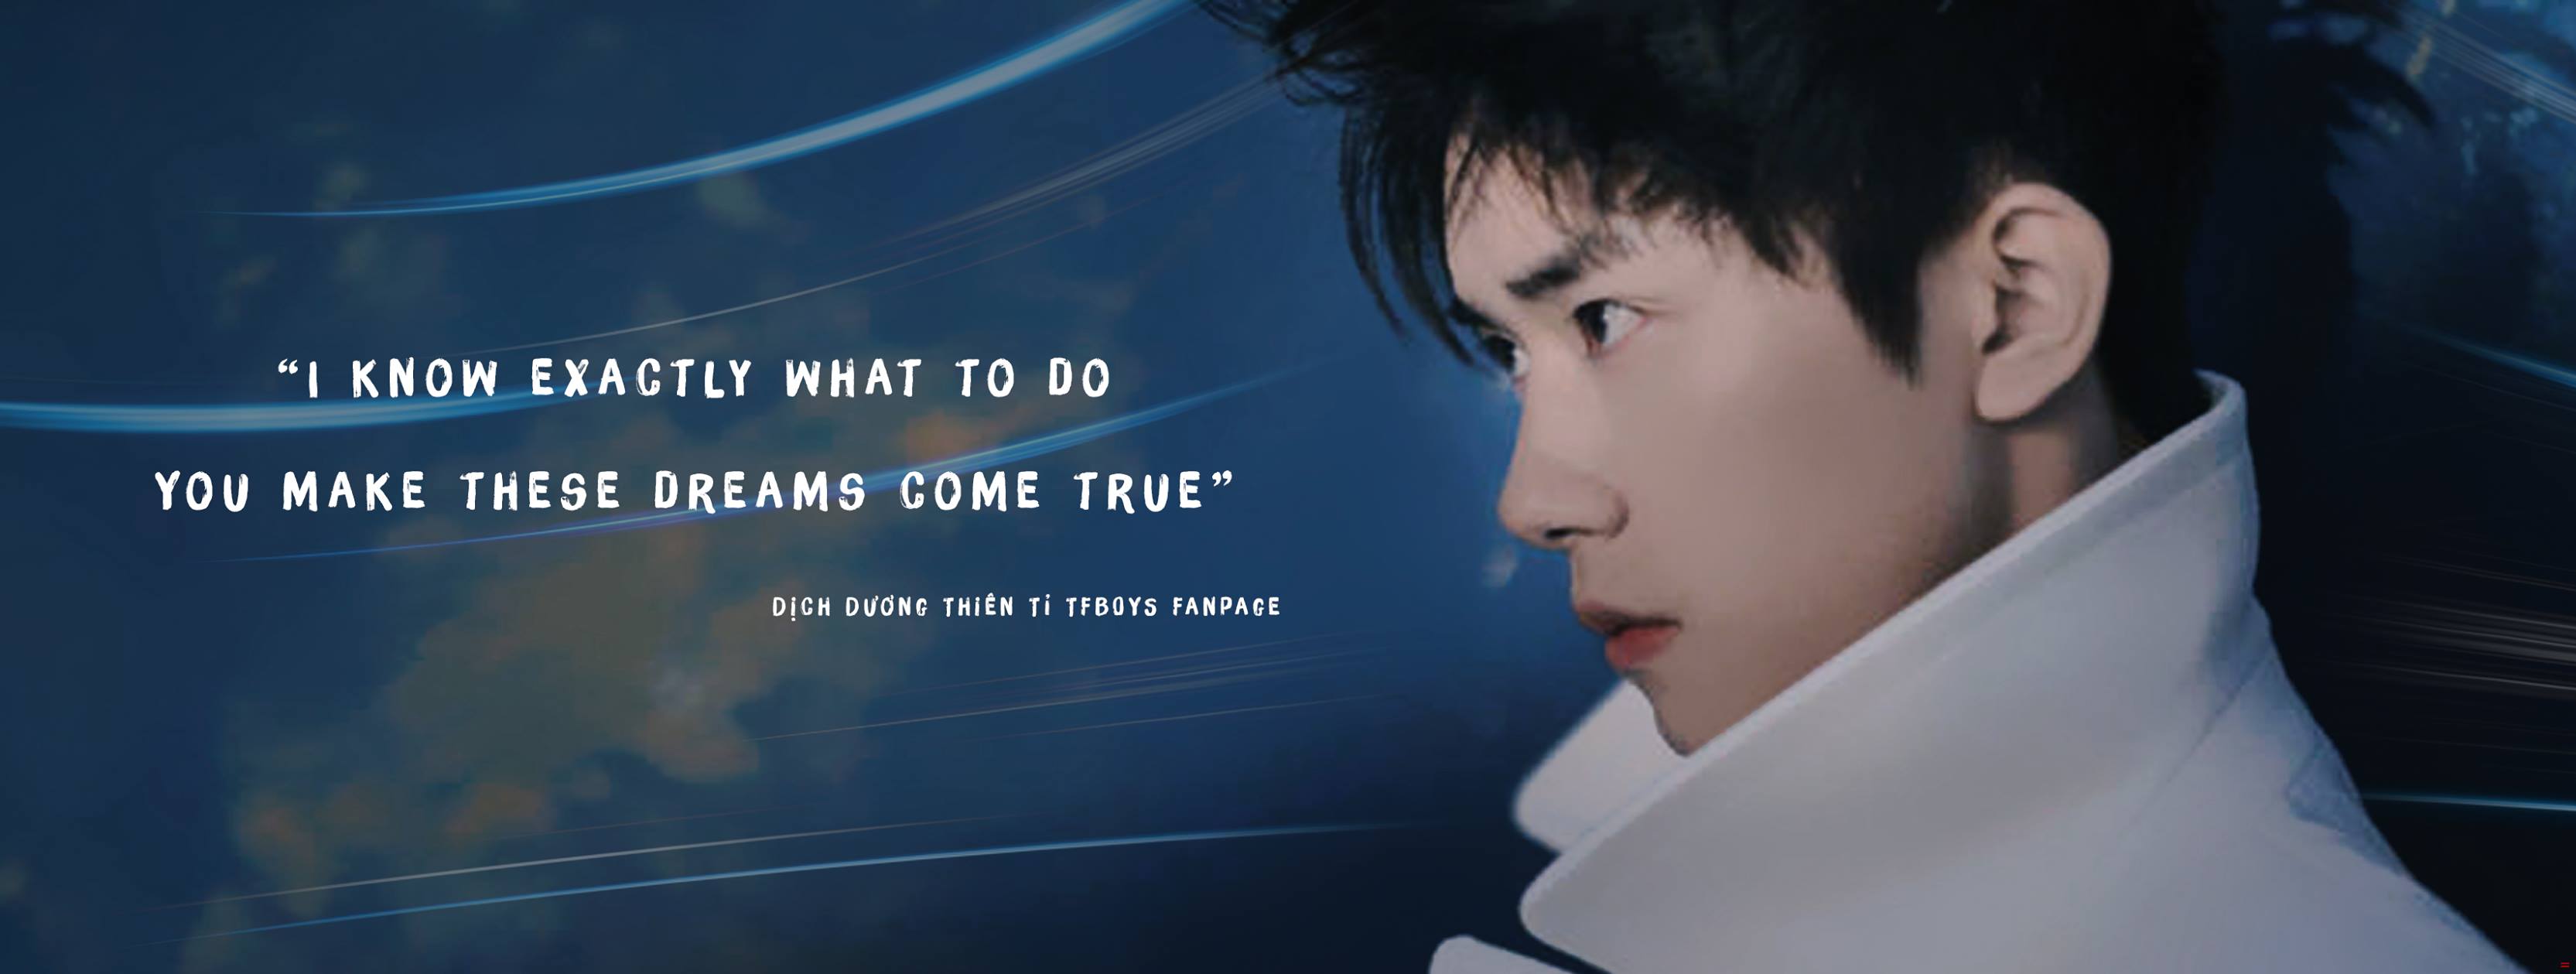 “I KNOW EXACTLY WHAT TO DO
YOU MAKE THESE DREAMS COME TRUE”
DỊCH DƯƠNG THIÊN TỈ TFBOYS FANPAGE